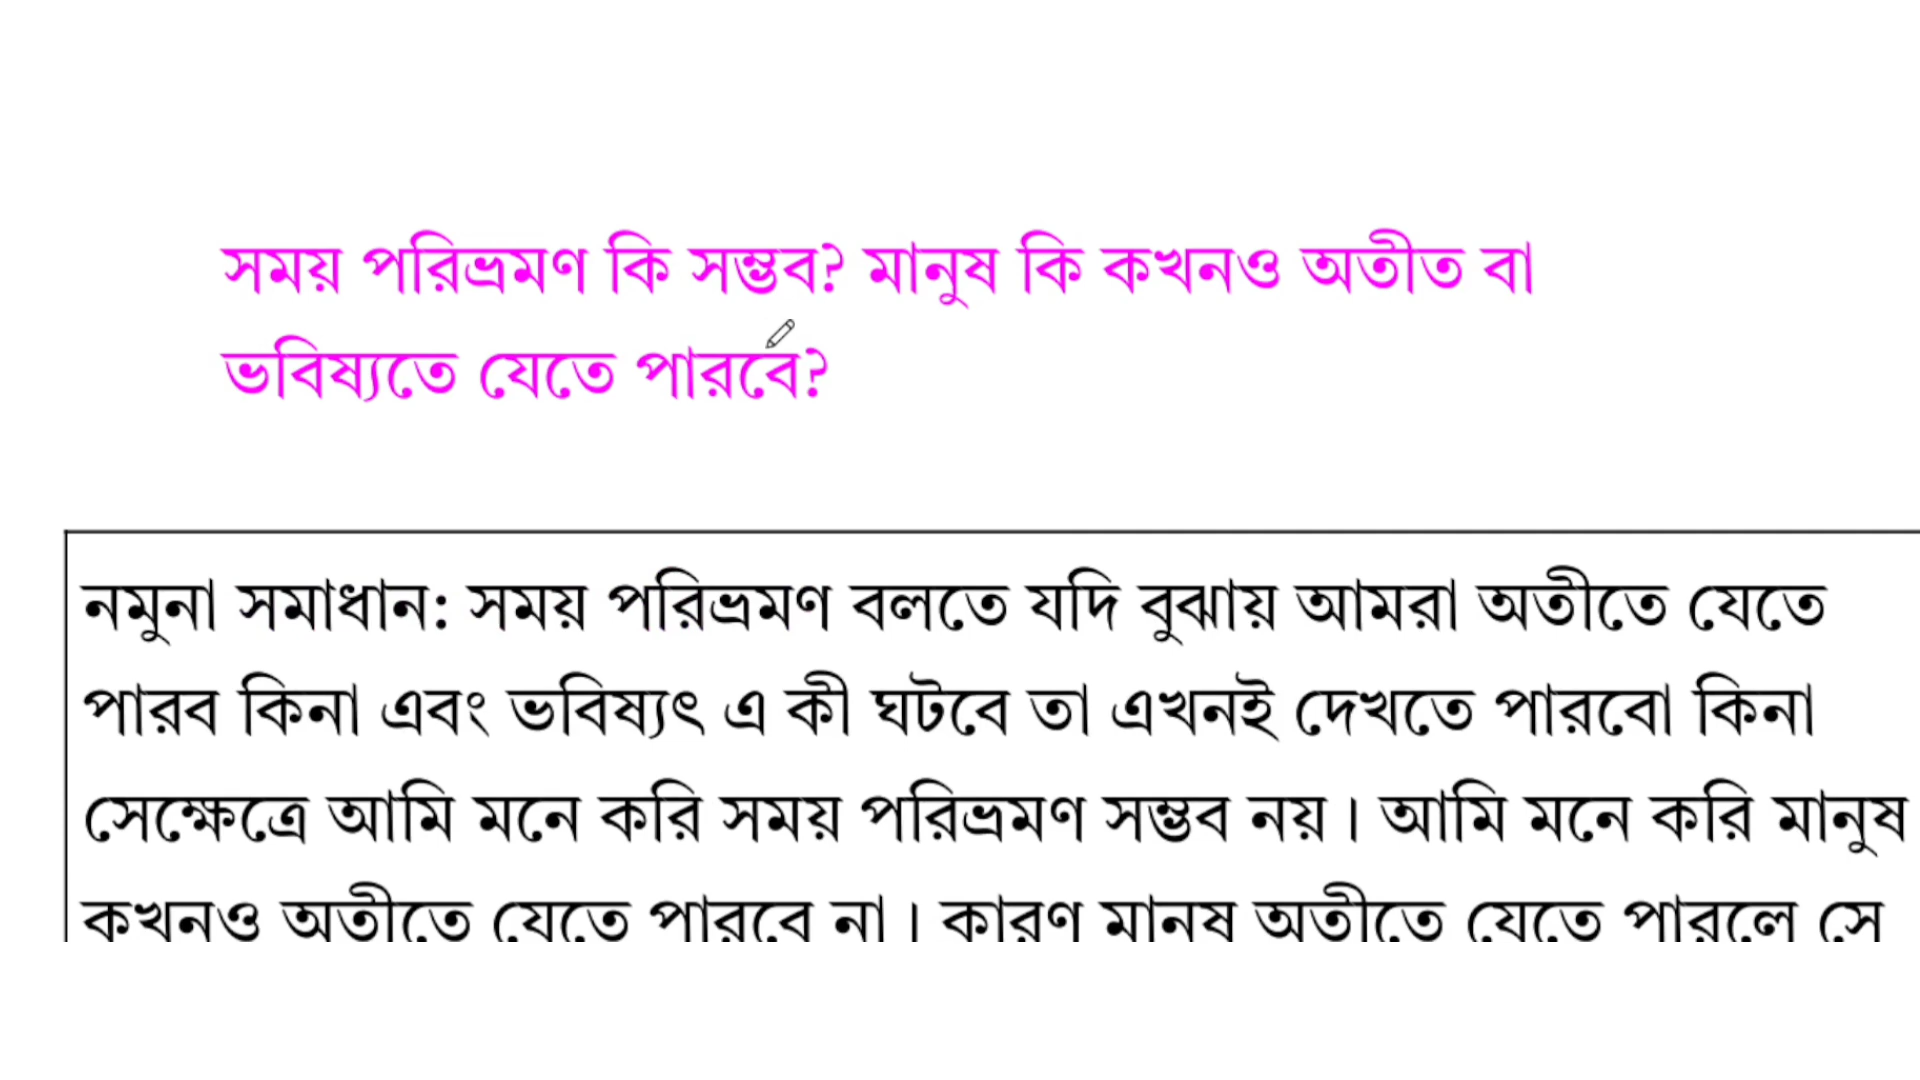 সময় পরিভ্রমণ কি সম্ভব? মানুষ কি কখনও অতীত বা
ভবিষ্যতে যেতে পারবে?
নমুনা সমাধান: সময় পরিভ্রমণ বলতে যদি বুঝায় আমরা অতীতে যেতে
পারব কিনা এবং ভবিষ্যৎ এ কী ঘটবে তা এখনই দেখতে পারবো কিনা
সেক্ষেত্রে আমি মনে করি সময় পরিভ্রমণ সম্ভব নয়। আমি মনে করি মানুষ
কখনও অতীতে যেতে পারবে না। কারণ মানুষ অতীতে যেতে পারলে সে